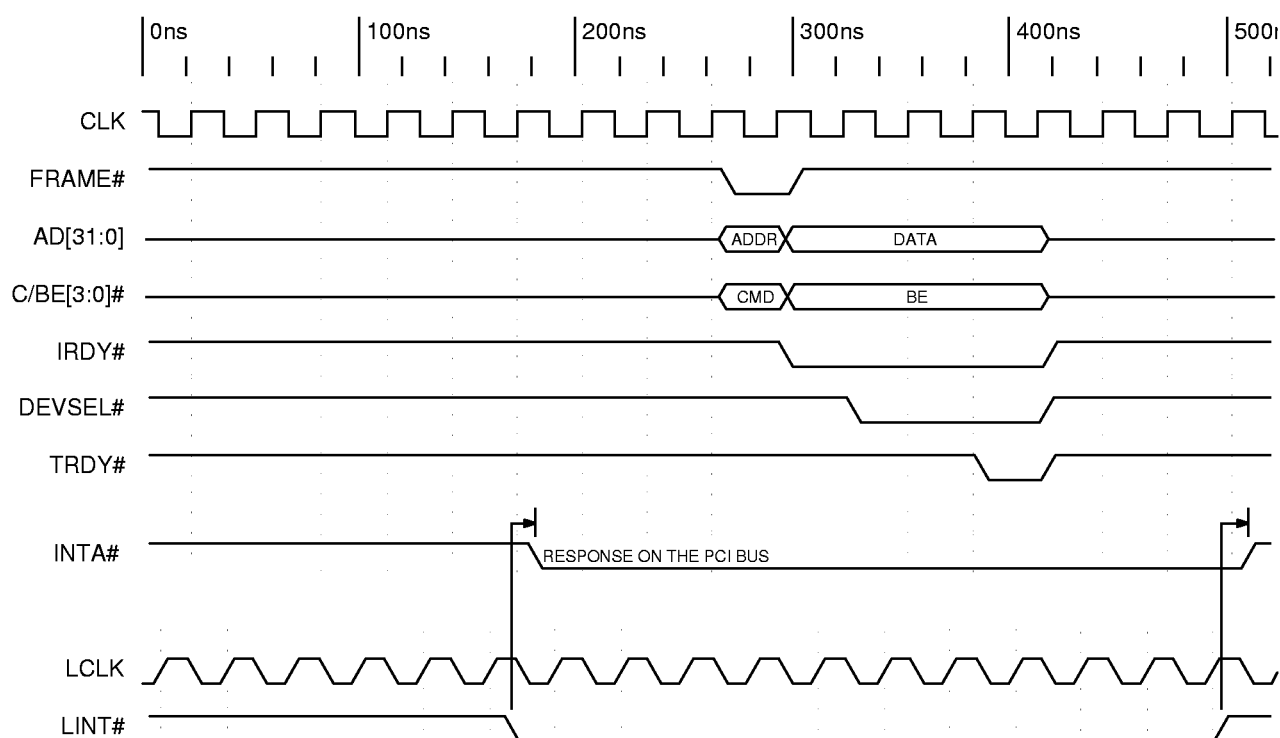 0ns 100ns 200ns 300ns 400ns 500n
CLK
FRAME#
AD[31:0] ADDR DATA
C/BE[3:0]# CMD BE
IRDY#
DEVSEL#
TRDY#
INTA# RESPONSE ON THE PCI BUS
LCLK
LINT#